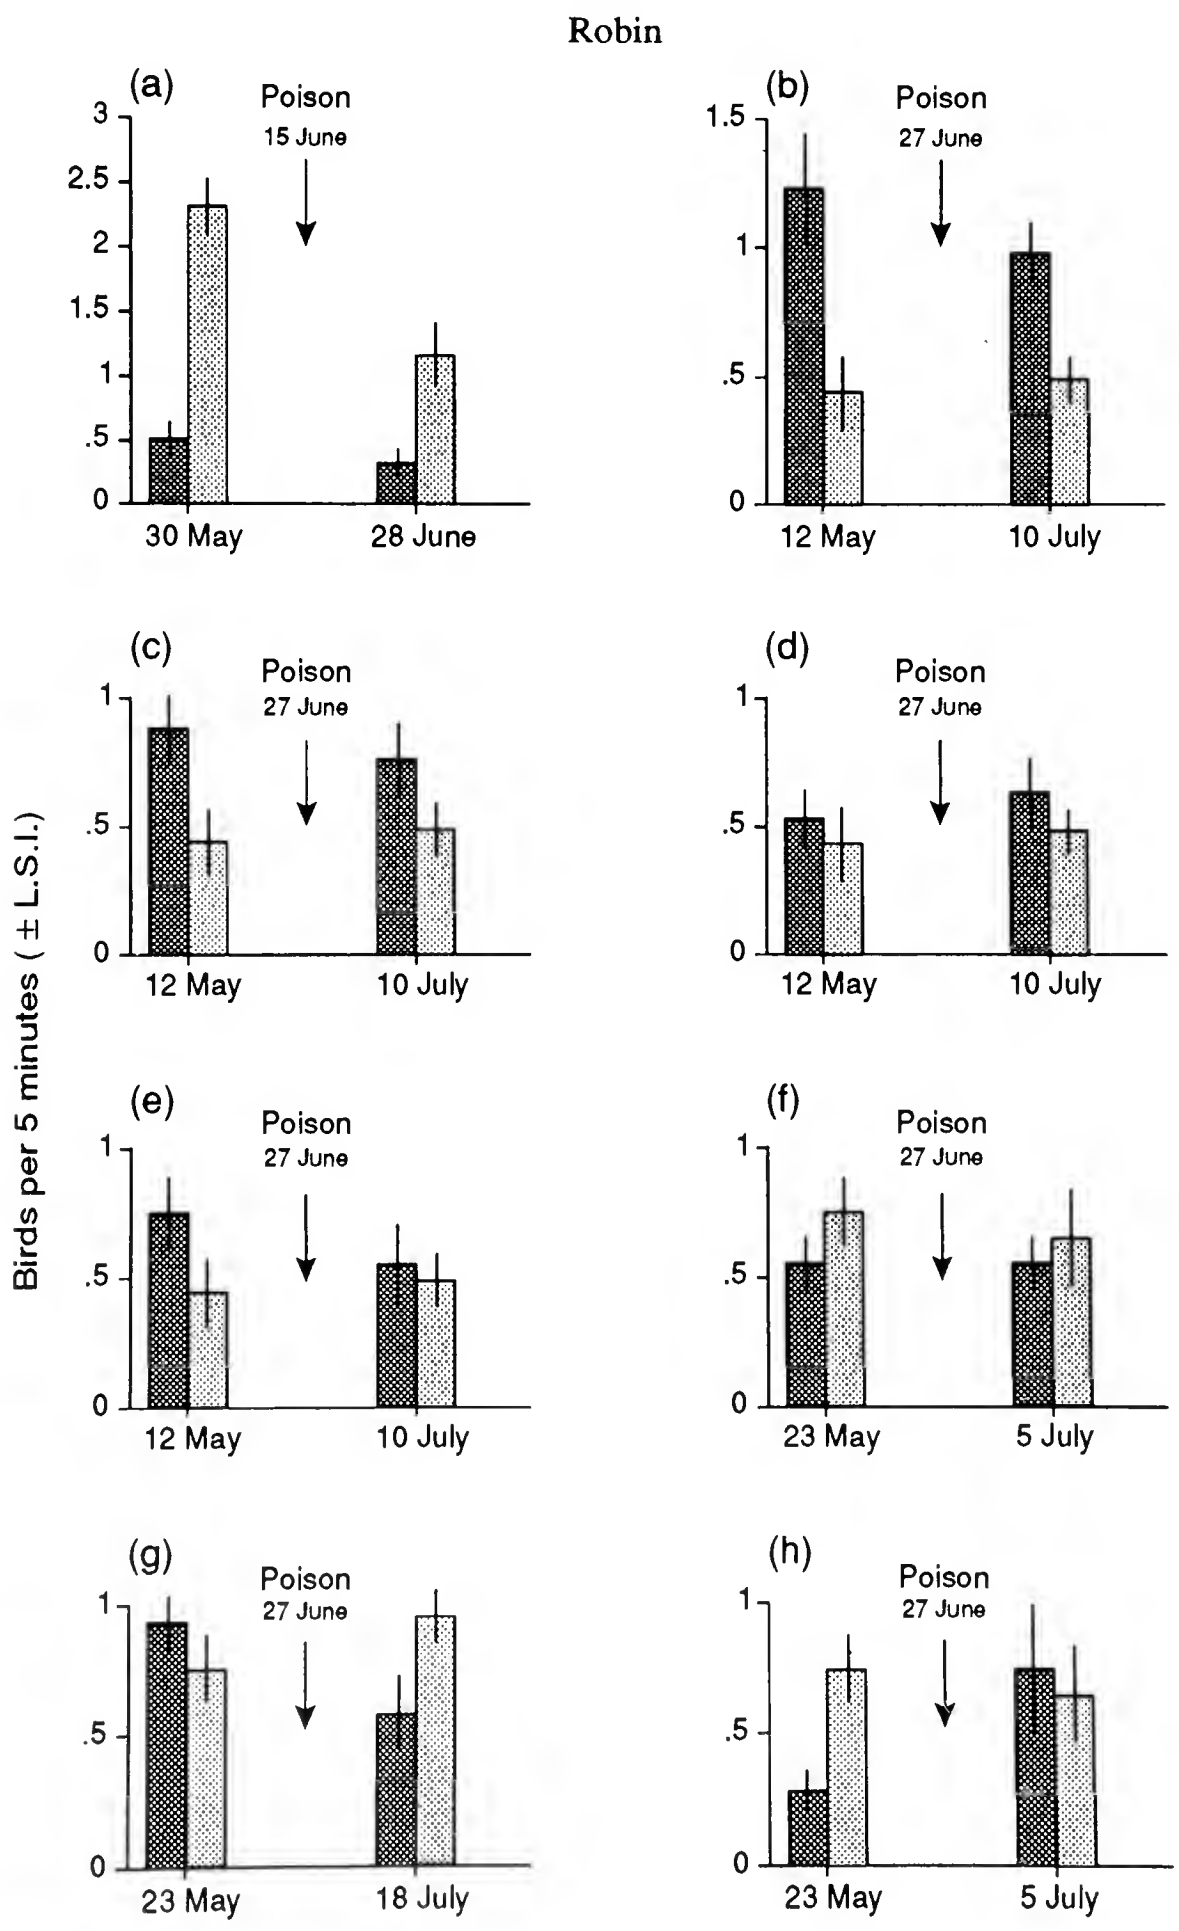 Robin
Birds per 5 minutes ( ± L.S.I.)
(a)
Poison
15 June
3
2.5
2
1.5
1
.5
0
30 May 28 June
(b)
Poison
27 June
1.5
1
.5
0
12 May 10 July
(c)
Poison
27 June
1
.5
0
12 May 10 July
(d)
Poison
27 June
1
.5
0
12 May 10 July
(e)
Poison
27 June
1
.5
0
12 May 10 July
(f)
Poison
27 June
1
.5
0
23 May 5 July
(g)
Poison
27 June
1
.5
0
23 May 18 July
(h)
Poison
27 June
1
.5
0
23 May 5 July